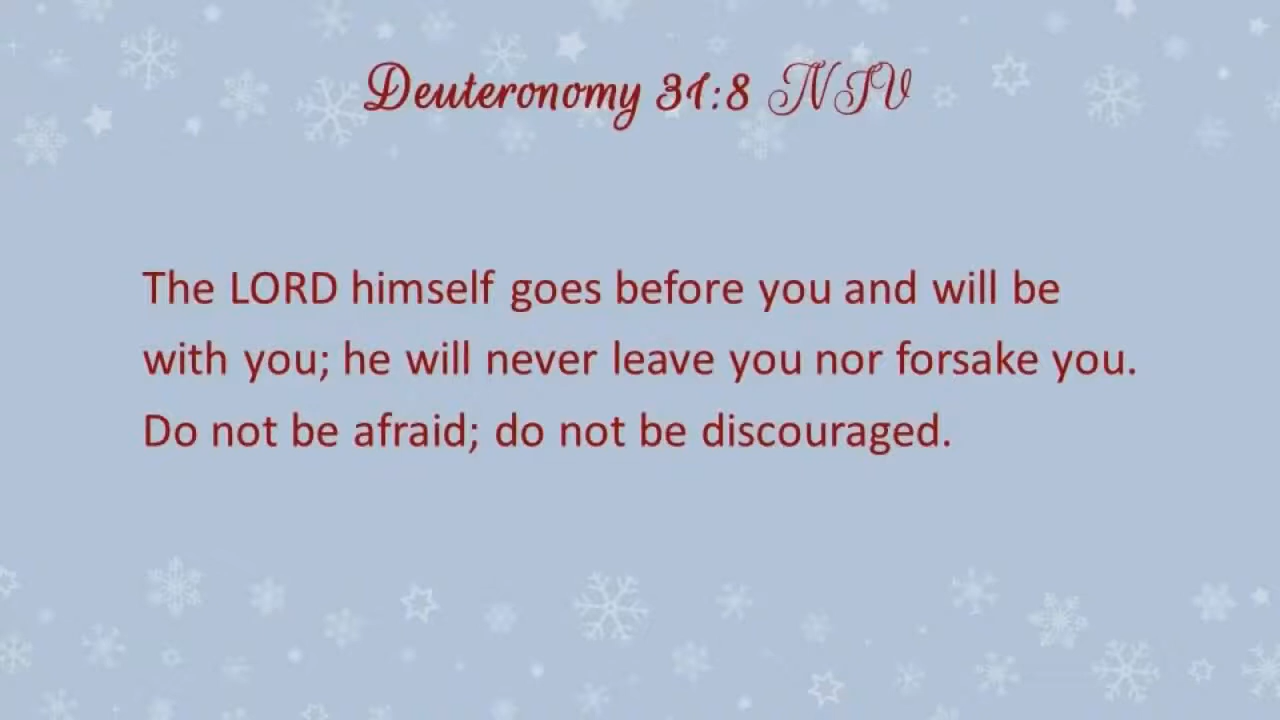 Deuteronomy 31:8 NIV
The LORD himself goes before you and will be
with you; he will never leave you nor forsake you.
Do not be afraid; do not be discouraged.